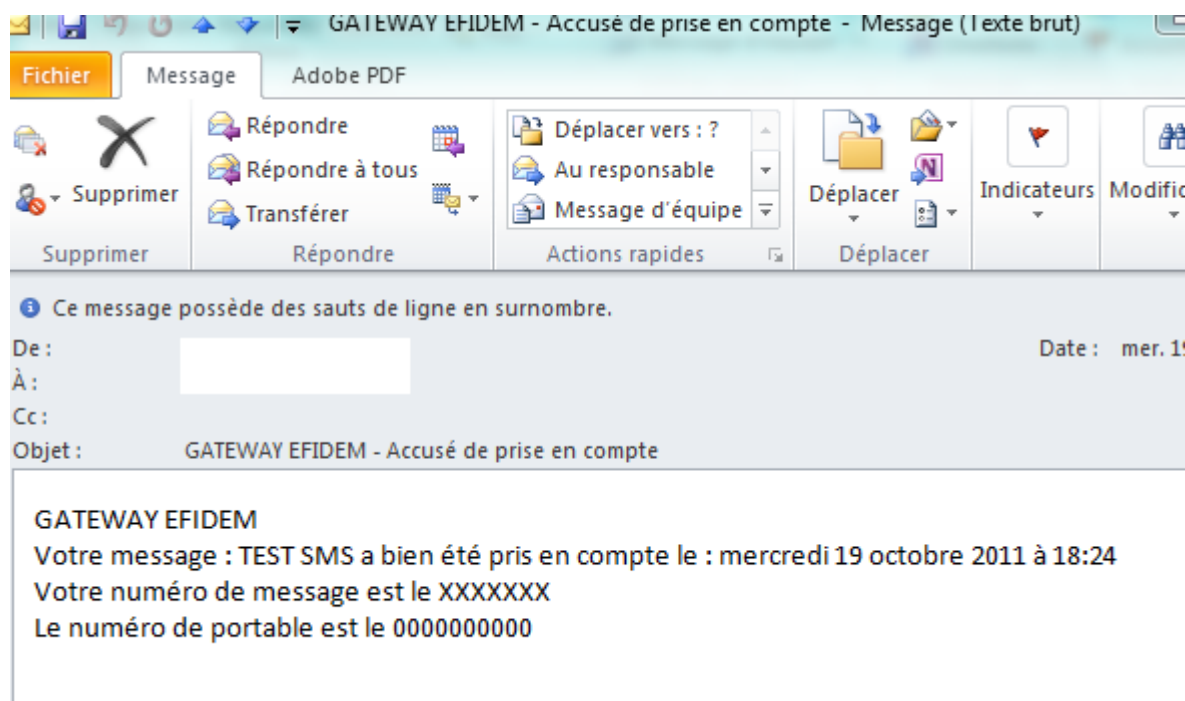 GATEWAY EFIDEM - Accusé de prise en compte - Message (Texte brut)
Fichier Message Adobe PDF
Répondre Déplacer vers : ?
Répondre à tous Au responsable
Supprimer Transférer Message d'équipe Déplacer Indicateurs
Supprimer Répondre Actions rapides Déplacer
Ce message possède des sauts de ligne en surnombre.
De : Date : mer. 19
À :
Cc :
Objet : GATEWAY EFIDEM - Accusé de prise en compte
GATEWAY EFIDEM
Votre message : TEST SMS a bien été pris en compte le : mercredi 19 octobre 2011 à 18:24
Votre numéro de message est le XXXXXXX
Le numéro de portable est le 0000000000